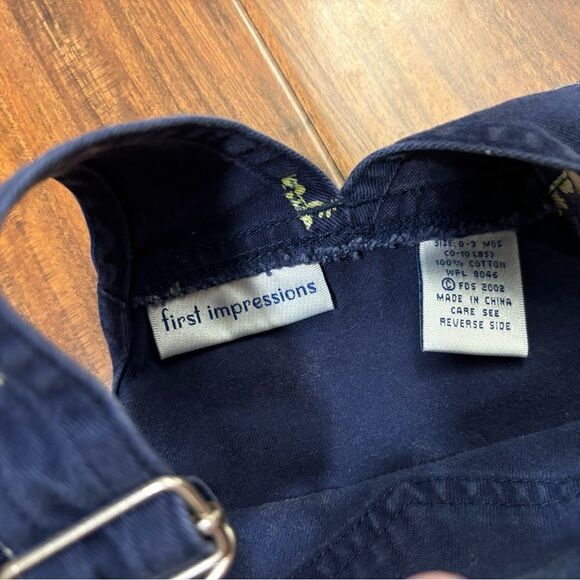 first impressions
SIZE: 0-3 MOS
(0-10 LBS)
100% COTTON
WPL 8046
© FDS 2002
MADE IN CHINA
CARE SEE
REVERSE SIDE